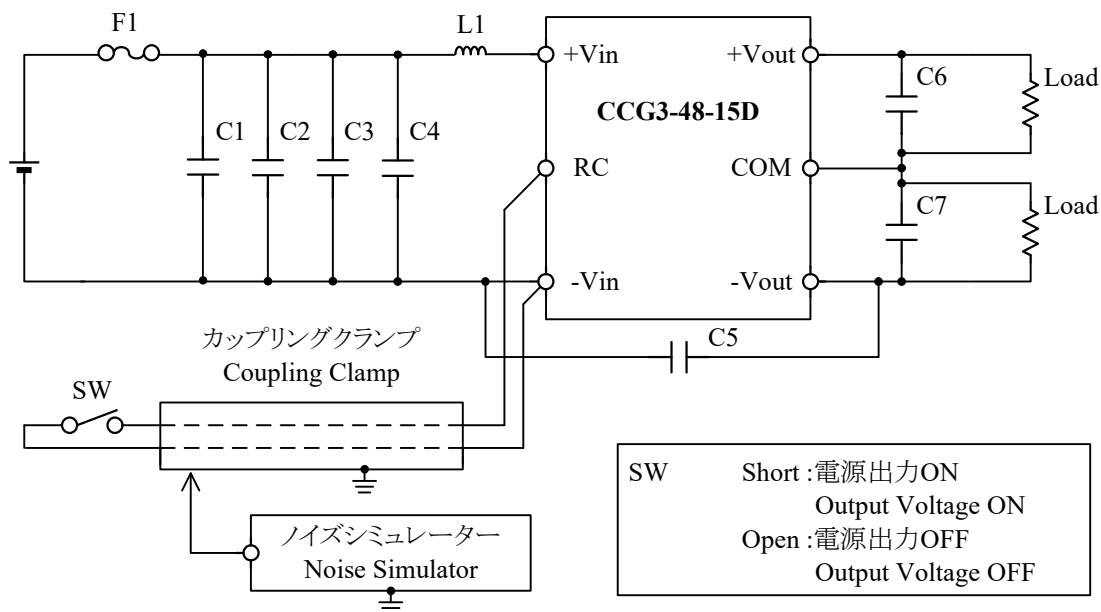 F1
L1
+Vin
+Vout
C6
Load
CCG3-48-15D
C1
C2
C3
C4
RC
COM
C7
Load
-Vin
-Vout
C5
カップリングクランプ
Coupling Clamp
SW
ノイズシミュレーター
Noise Simulator
SW Short :電源出力ON
Output Voltage ON
Open :電源出力OFF
Output Voltage OFF